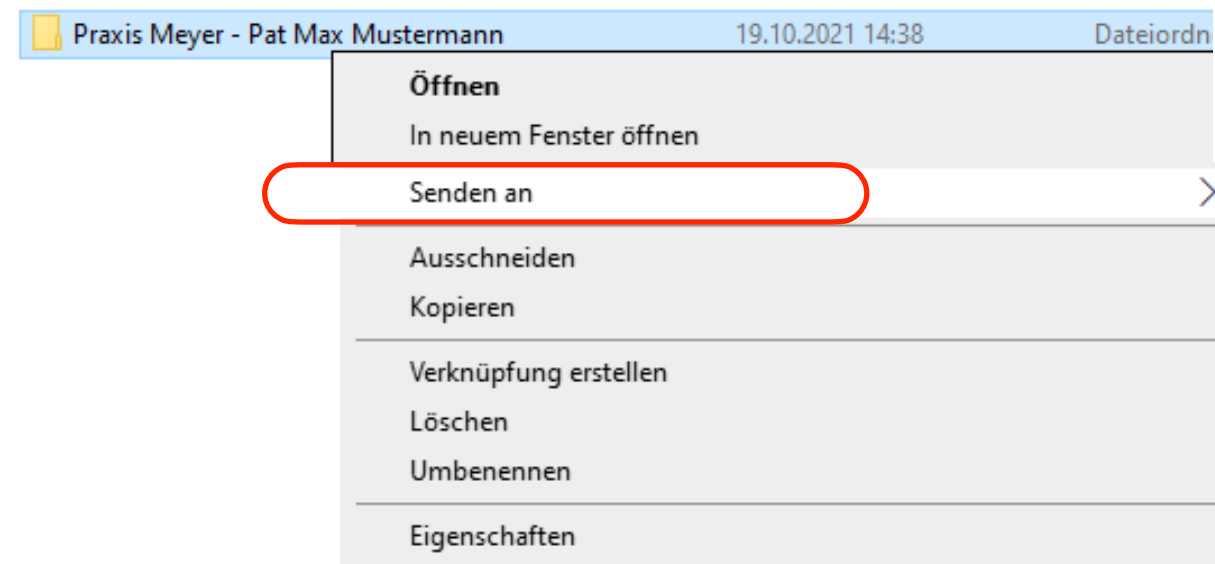 Praxis Meyer - Pat Max Mustermann 19.10.2021 14:38 Dateiordn
Öffnen
In neuem Fenster öffnen
Senden an
Ausschneiden
Kopieren
Verknüpfung erstellen
Löschen
Umbenennen
Eigenschaften